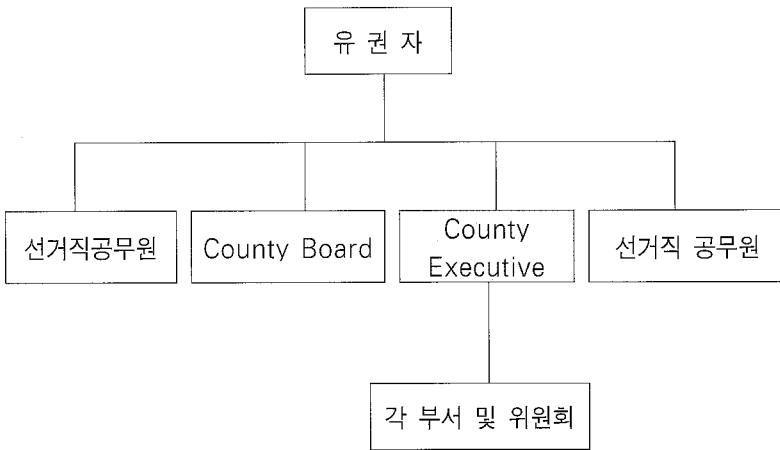 유 권 자
선거직공무원
County Board
County
Executive
선거직 공무원
각 부서 및 위원회